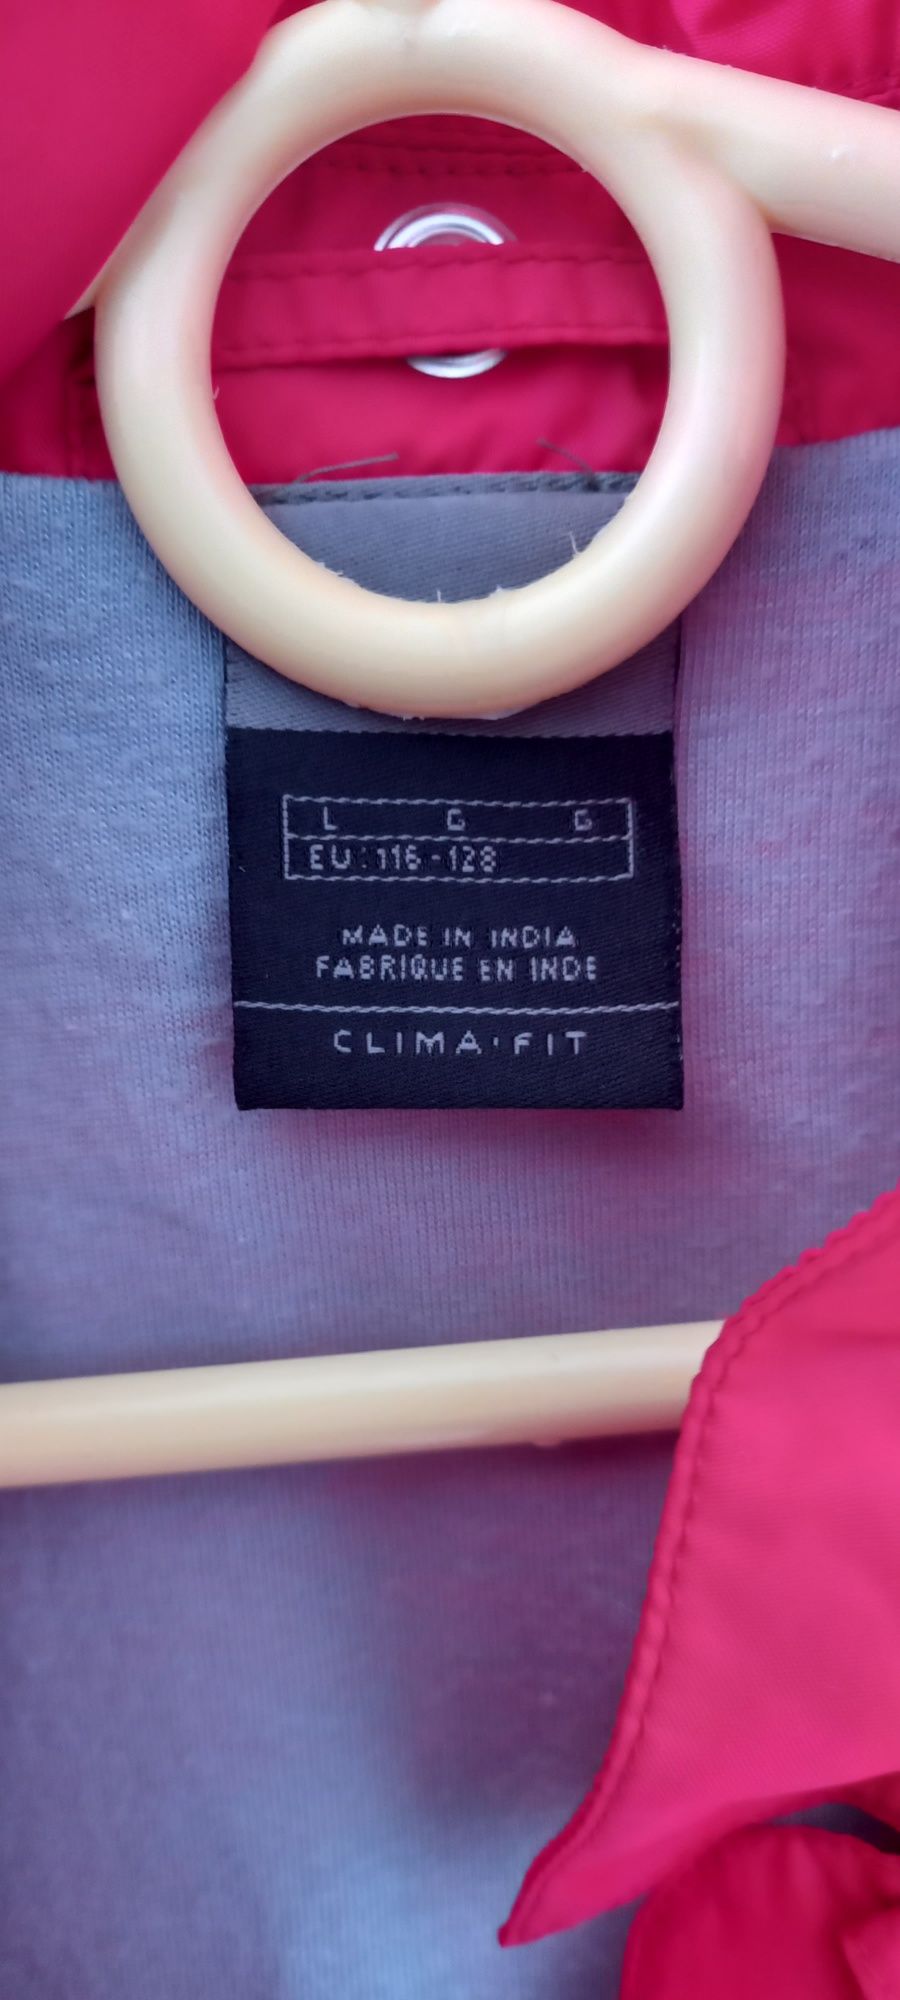 L G G
EU: 116-128
MADE IN INDIA
FABRIQUE EN INDE
CLIMA·FIT